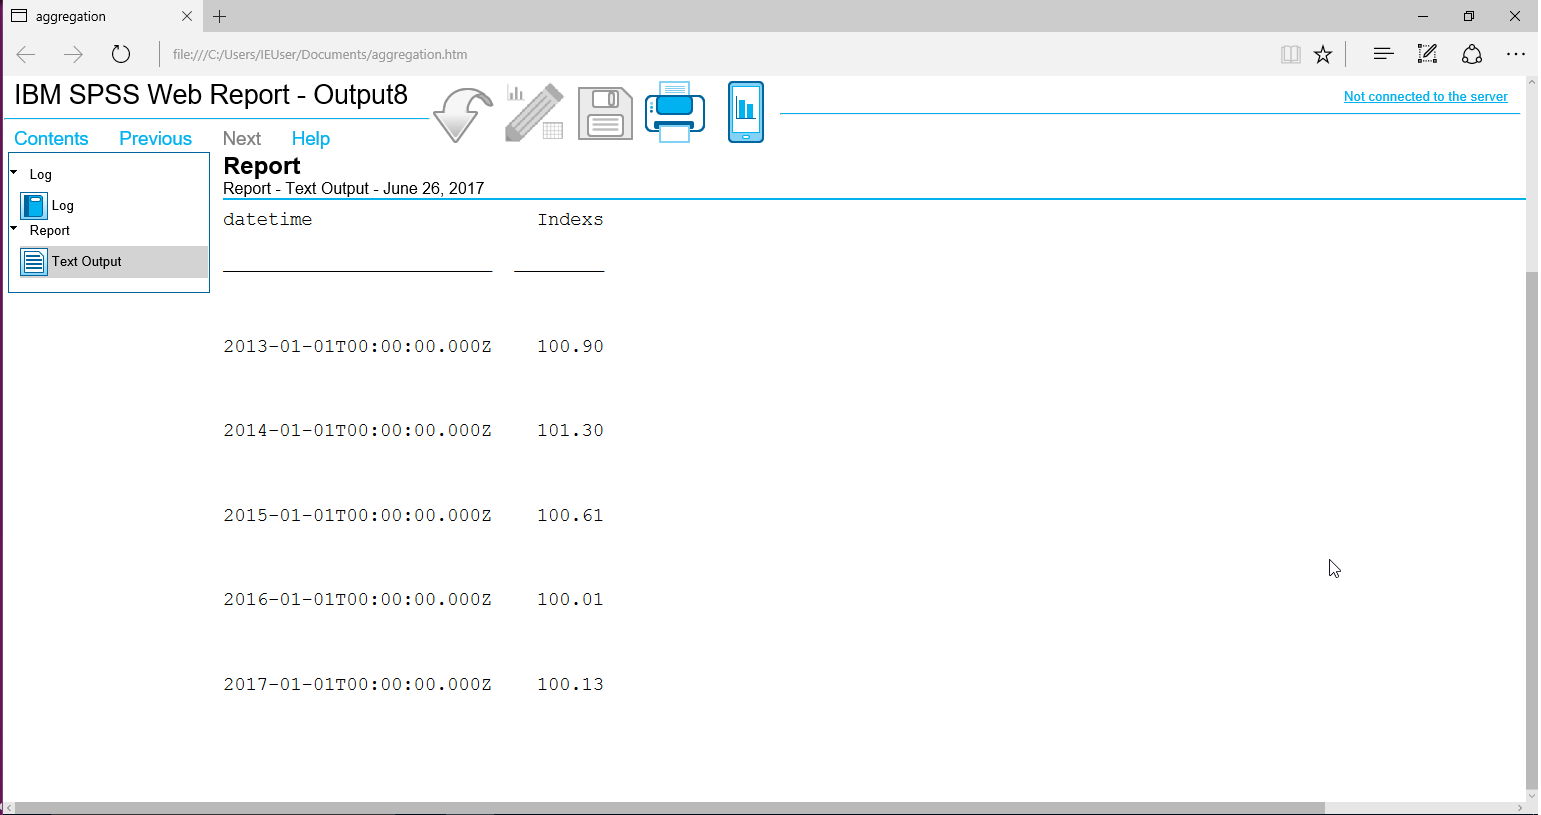 aggregation
file:///C:/Users/IEUser/Documents/aggregation.htm
IBM SPSS Web Report - Output8
Not connected to the server
Contents Previous Next Help
Log
Log
Report
Text Output
Report
Report - Text Output - June 26, 2017
datetime Indexs
2013-01-01T00:00:00.000Z 100.90
2014-01-01T00:00:00.000Z 101.30
2015-01-01T00:00:00.000Z 100.61
2016-01-01T00:00:00.000Z 100.01
2017-01-01T00:00:00.000Z 100.13